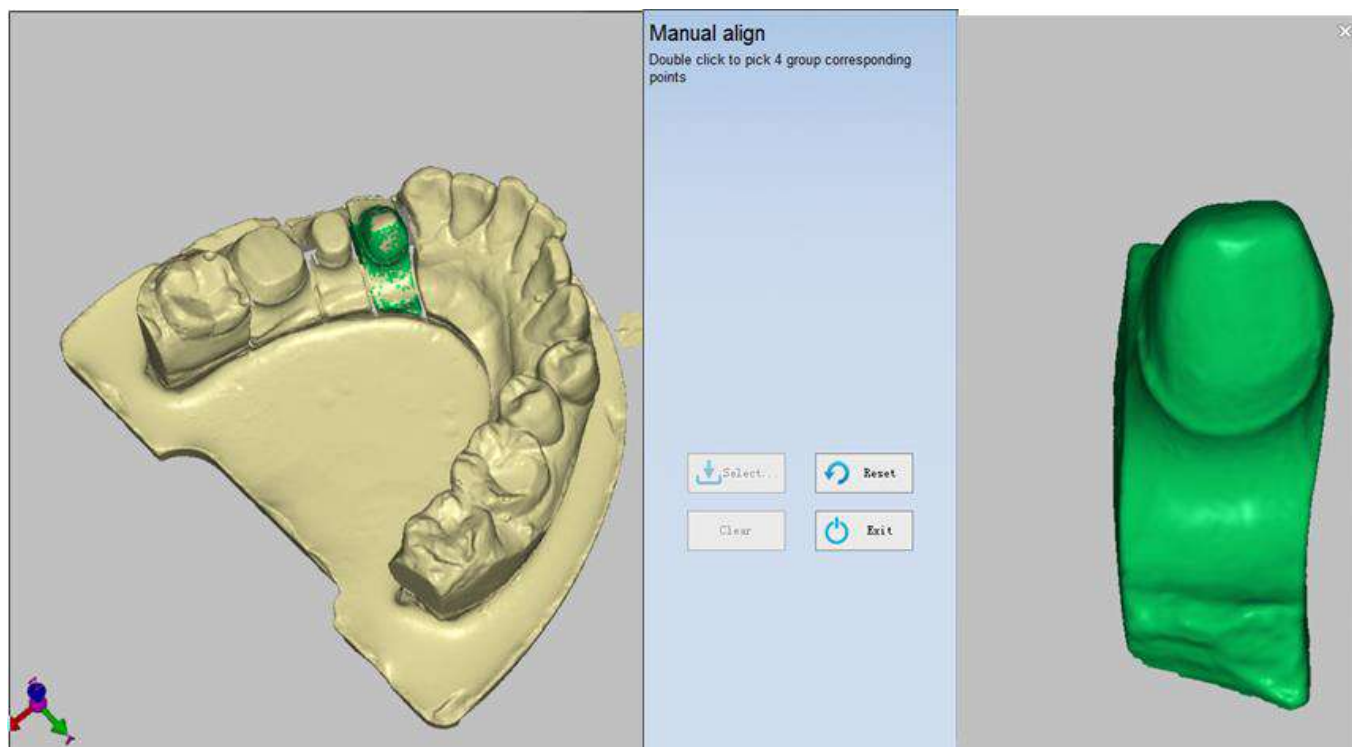 Manual align
Double click to pick 4 group corresponding
points
Select...
Reset
Clear
Exit